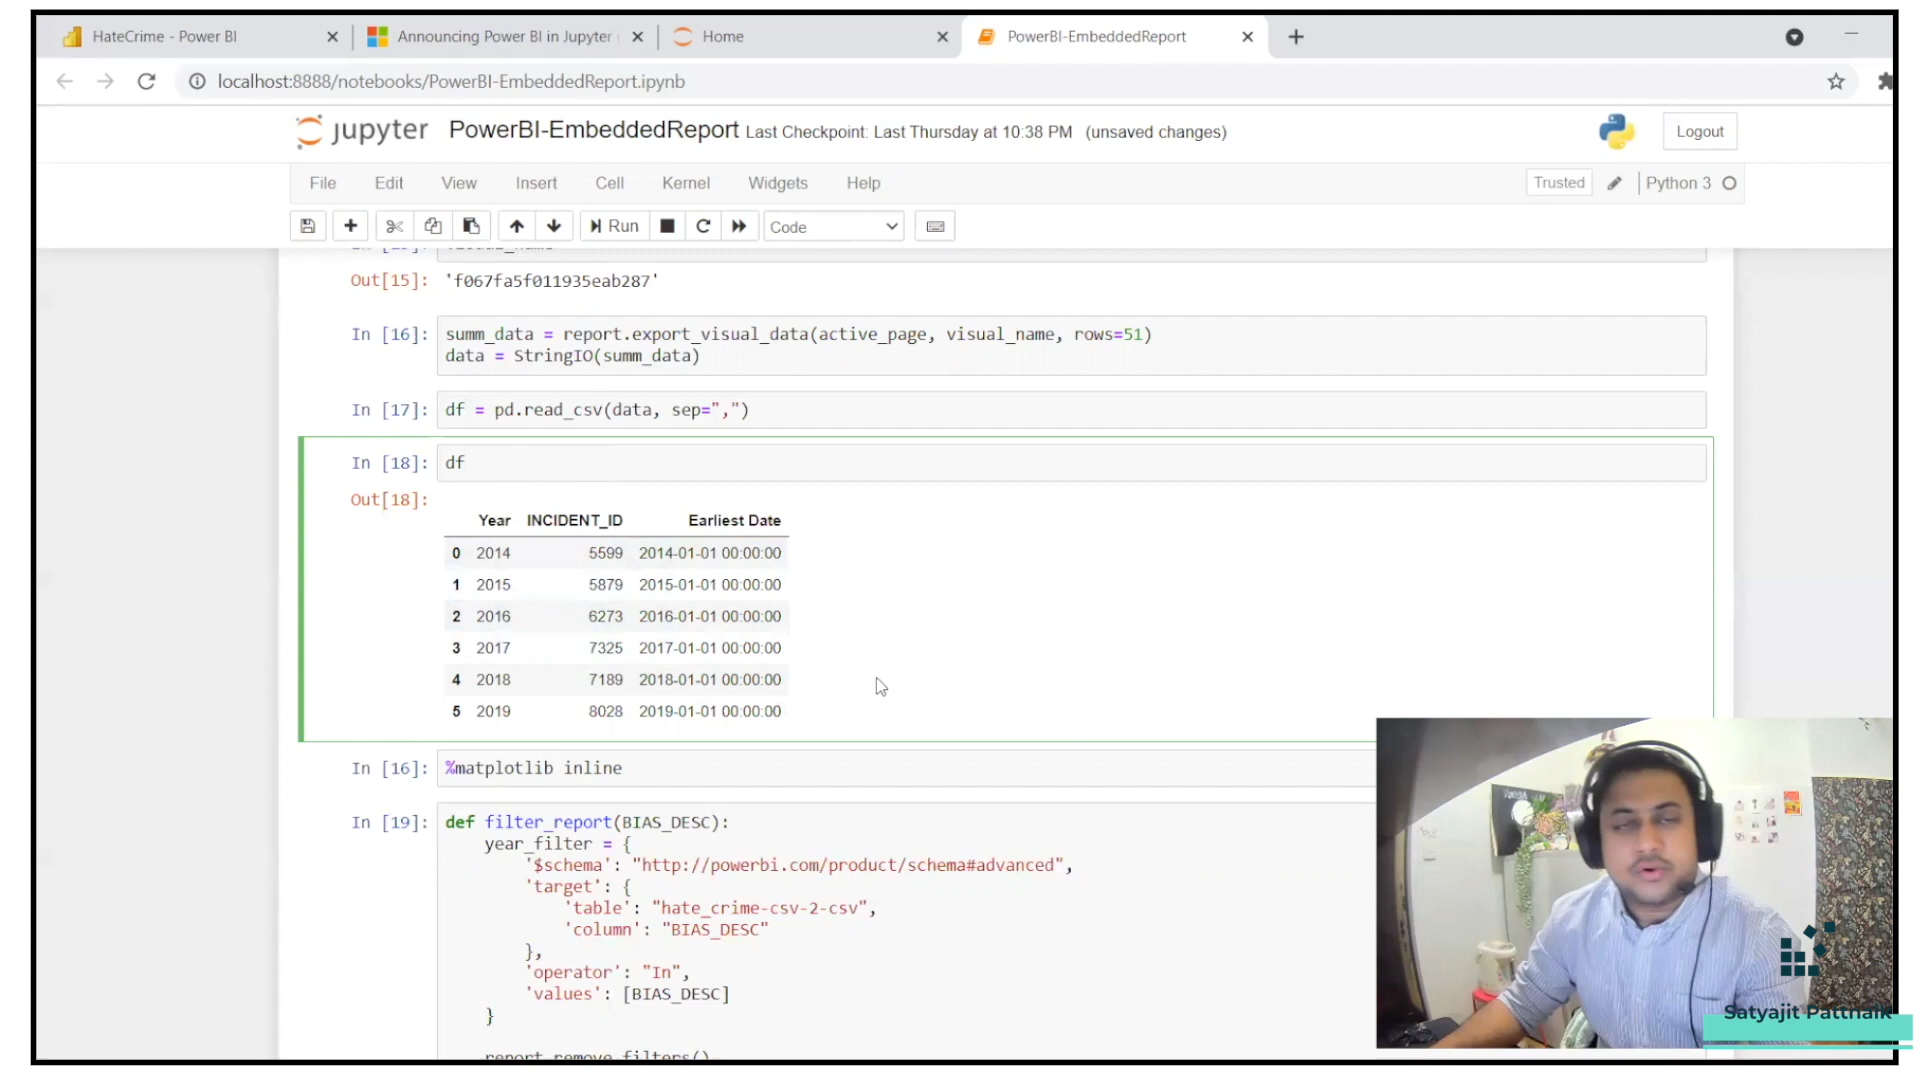 HateCrime - Power BI
Announcing Power BI in Jupyter
Home
PowerBI-EmbeddedReport
localhost:8888/notebooks/PowerBI-EmbeddedReport.ipynb
jupyter PowerBI-EmbeddedReport Last Checkpoint: Last Thursday at 10:38 PM (unsaved changes)
Logout
File Edit View Insert Cell Kernel Widgets Help
Trusted Python 3
Run Code
Out[15]: 'f067fa5f011935eab287'
In [16]: summ_data = report.export_visual_data(active_page, visual_name, rows=51)
data = StringIO(summ_data)
In [17]: df = pd.read_csv(data, sep=",")
In [18]: df
Out[18]:
Year INCIDENT_ID Earliest Date
0 2014 5599 2014-01-01 00:00:00
1 2015 5879 2015-01-01 00:00:00
2 2016 6273 2016-01-01 00:00:00
3 2017 7325 2017-01-01 00:00:00
4 2018 7189 2018-01-01 00:00:00
5 2019 8028 2019-01-01 00:00:00
In [16]: %matplotlib inline
In [19]: def filter_report(BIAS_DESC):
year_filter = {
'$schema': "http://powerbi.com/product/schema#advanced",
'target': {
'table': "hate_crime-csv-2-csv",
'column': "BIAS_DESC"
},
'operator': "In",
'values': [BIAS_DESC]
}
report.remove_filters()
Satyajit Pattnaik